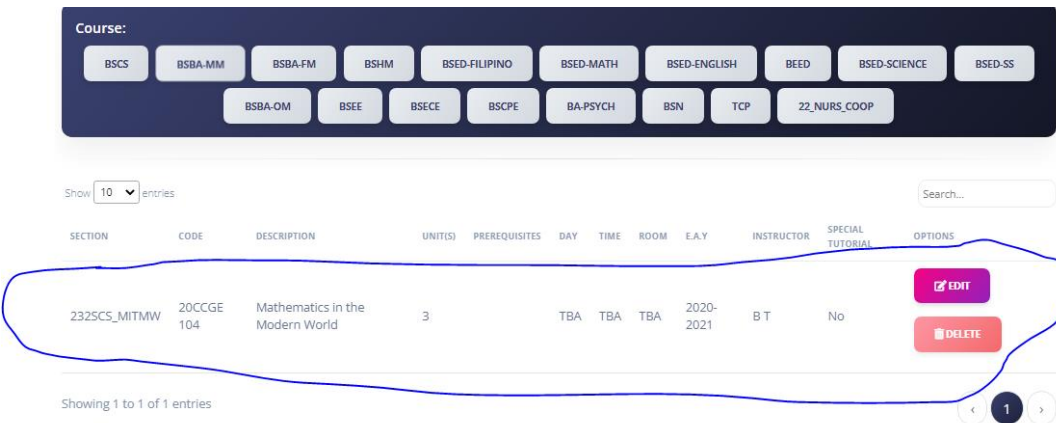 Course:
BSCS BSBA-MM BSBA-FM BSHM BSED-FILIPINO BSED-MATH BSED-ENGLISH BEED BSED-SCIENCE BSED-SS
BSBA-OM BSEE BSECE BSCPE BA-PSYCH BSN TCP 22_NURS_COOP
Show 10 entries
Search...
SECTION CODE DESCRIPTION UNIT(S) PREREQUISITES DAY TIME ROOM E.A.Y INSTRUCTOR SPECIAL TUTORIAL OPTIONS
232SCS_MITMW 20CCGE 104 Mathematics in the Modern World 3 TBA TBA TBA 2020-2021 B T No EDIT
DELETE
Showing 1 to 1 of 1 entries
‹ 1 ›